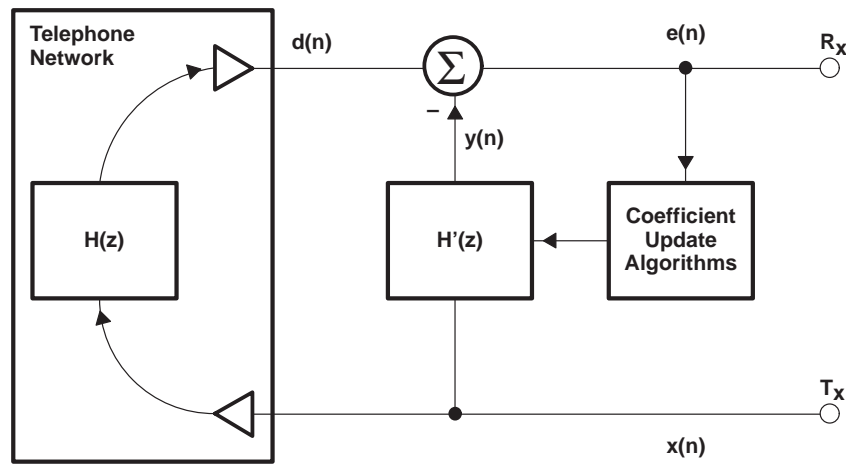 Telephone
Network
d(n)
Σ
e(n)
Rx
–
y(n)
H(z)
H’(z)
Coefficient
Update
Algorithms
Tx
x(n)